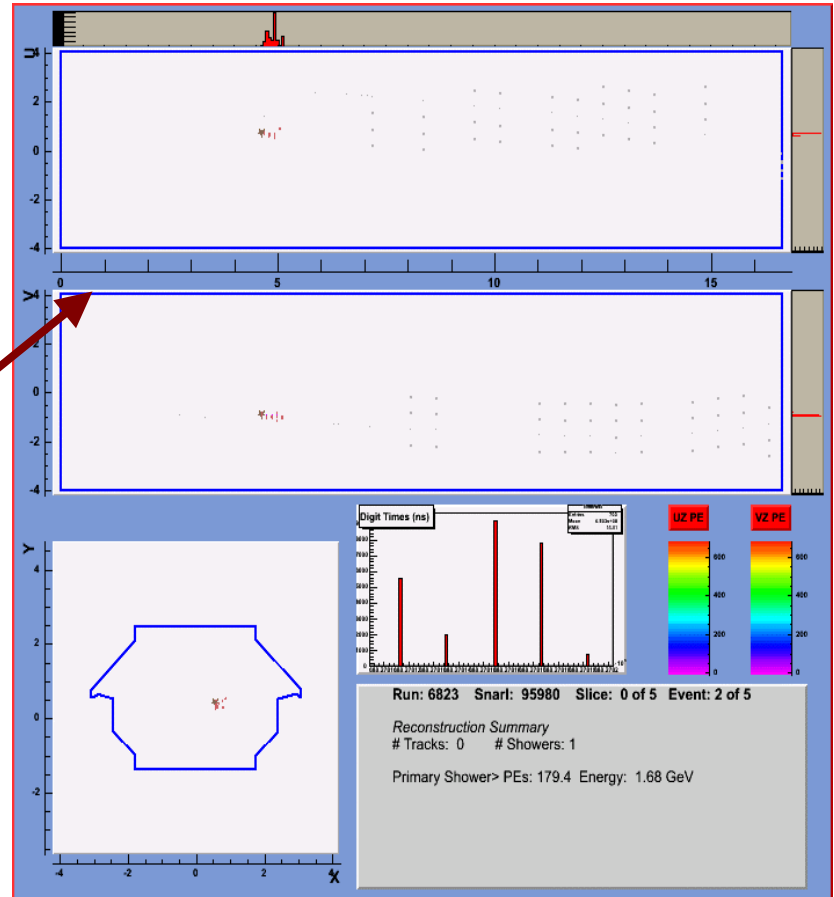 U
4
2
0
-2
-4
0 5 10 15
V
4
2
0
-2
-4
Digit Times (ns)
UZ PE VZ PE
600 600
400 400
200 200
0 0
Y
4
2
0
-2
-4 -2 0 2 4
X
Run: 6823 Snarl: 95980 Slice: 0 of 5 Event: 2 of 5
Reconstruction Summary
# Tracks: 0 # Showers: 1
Primary Shower> PEs: 179.4 Energy: 1.68 GeV